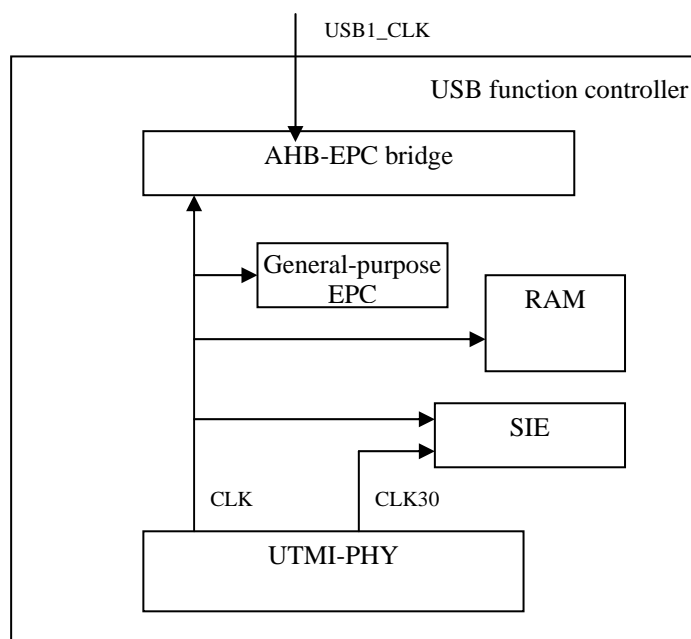 USB1_CLK
USB function controller
AHB-EPC bridge
General-purpose
EPC
RAM
SIE
CLK
CLK30
UTMI-PHY